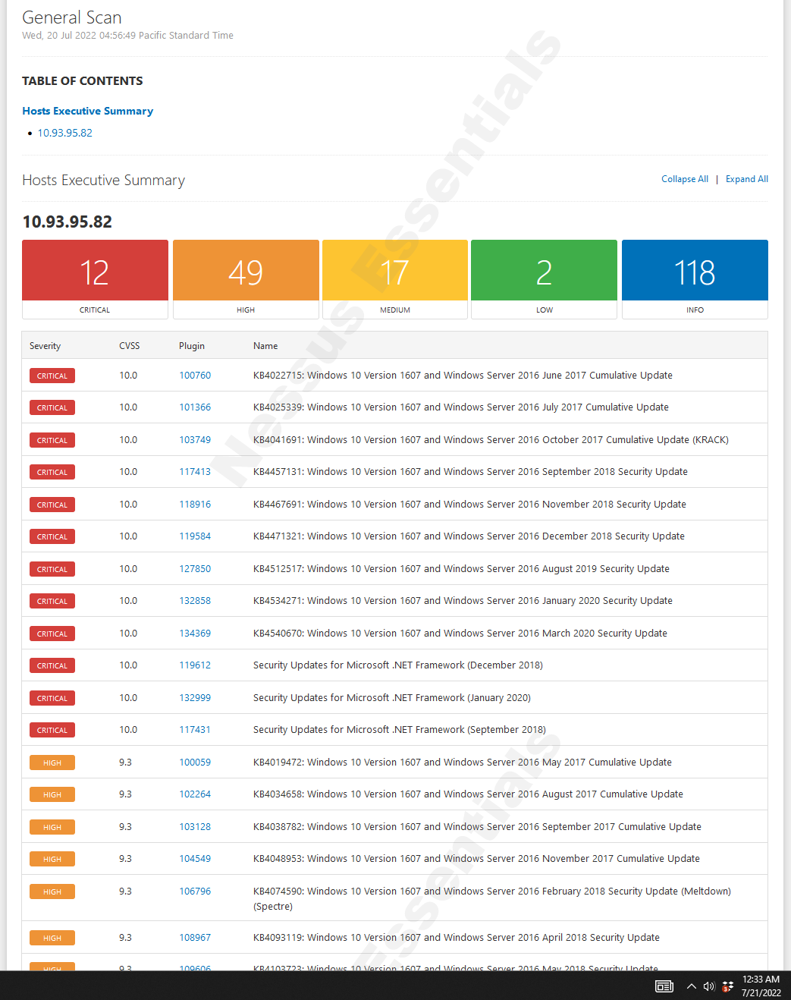 General Scan
Wed, 20 Jul 2022 04:56:49 Pacific Standard Time
TABLE OF CONTENTS
Hosts Executive Summary
• 10.93.95.82
Hosts Executive Summary
Collapse All | Expand All
10.93.95.82
12 49 17 2 118
CRITICAL HIGH MEDIUM LOW INFO
Severity CVSS Plugin Name
CRITICAL 10.0 100760 KB4022715: Windows 10 Version 1607 and Windows Server 2016 June 2017 Cumulative Update
CRITICAL 10.0 101366 KB4025339: Windows 10 Version 1607 and Windows Server 2016 July 2017 Cumulative Update
CRITICAL 10.0 103749 KB4041691: Windows 10 Version 1607 and Windows Server 2016 October 2017 Cumulative Update (KRACK)
CRITICAL 10.0 117413 KB4457131: Windows 10 Version 1607 and Windows Server 2016 September 2018 Security Update
CRITICAL 10.0 118916 KB4467691: Windows 10 Version 1607 and Windows Server 2016 November 2018 Security Update
CRITICAL 10.0 119584 KB4471321: Windows 10 Version 1607 and Windows Server 2016 December 2018 Security Update
CRITICAL 10.0 127850 KB4512517: Windows 10 Version 1607 and Windows Server 2016 August 2019 Security Update
CRITICAL 10.0 132858 KB4534271: Windows 10 Version 1607 and Windows Server 2016 January 2020 Security Update
CRITICAL 10.0 134369 KB4540670: Windows 10 Version 1607 and Windows Server 2016 March 2020 Security Update
CRITICAL 10.0 119612 Security Updates for Microsoft .NET Framework (December 2018)
CRITICAL 10.0 132999 Security Updates for Microsoft .NET Framework (January 2020)
CRITICAL 10.0 117431 Security Updates for Microsoft .NET Framework (September 2018)
HIGH 9.3 100059 KB4019472: Windows 10 Version 1607 and Windows Server 2016 May 2017 Cumulative Update
HIGH 9.3 102264 KB4034658: Windows 10 Version 1607 and Windows Server 2016 August 2017 Cumulative Update
HIGH 9.3 103128 KB4038782: Windows 10 Version 1607 and Windows Server 2016 September 2017 Cumulative Update
HIGH 9.3 104549 KB4048953: Windows 10 Version 1607 and Windows Server 2016 November 2017 Cumulative Update
HIGH 9.3 106796 KB4074590: Windows 10 Version 1607 and Windows Server 2016 February 2018 Security Update (Meltdown)
(Spectre)
HIGH 9.3 108967 KB4093119: Windows 10 Version 1607 and Windows Server 2016 April 2018 Security Update
HIGH 9.3 109606 KB4103723: Windows 10 Version 1607 and Windows Server 2016 May 2018 Security Update
Nessus Essentials
Essentials
3
12:33 AM
7/21/2022